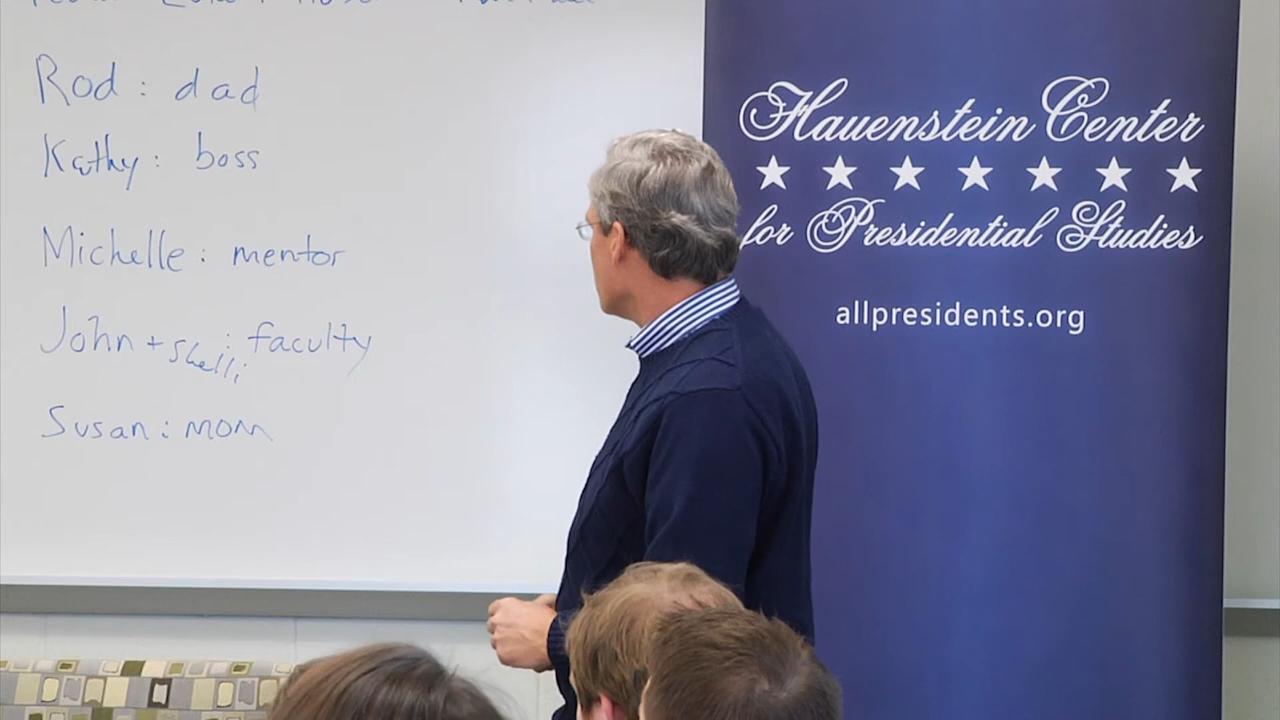 Rod: dad
Kathy: boss
Michelle: mentor
John + Shelli: faculty
Susan: mom
Hauenstein Center
for Presidential Studies
allpresidents.org